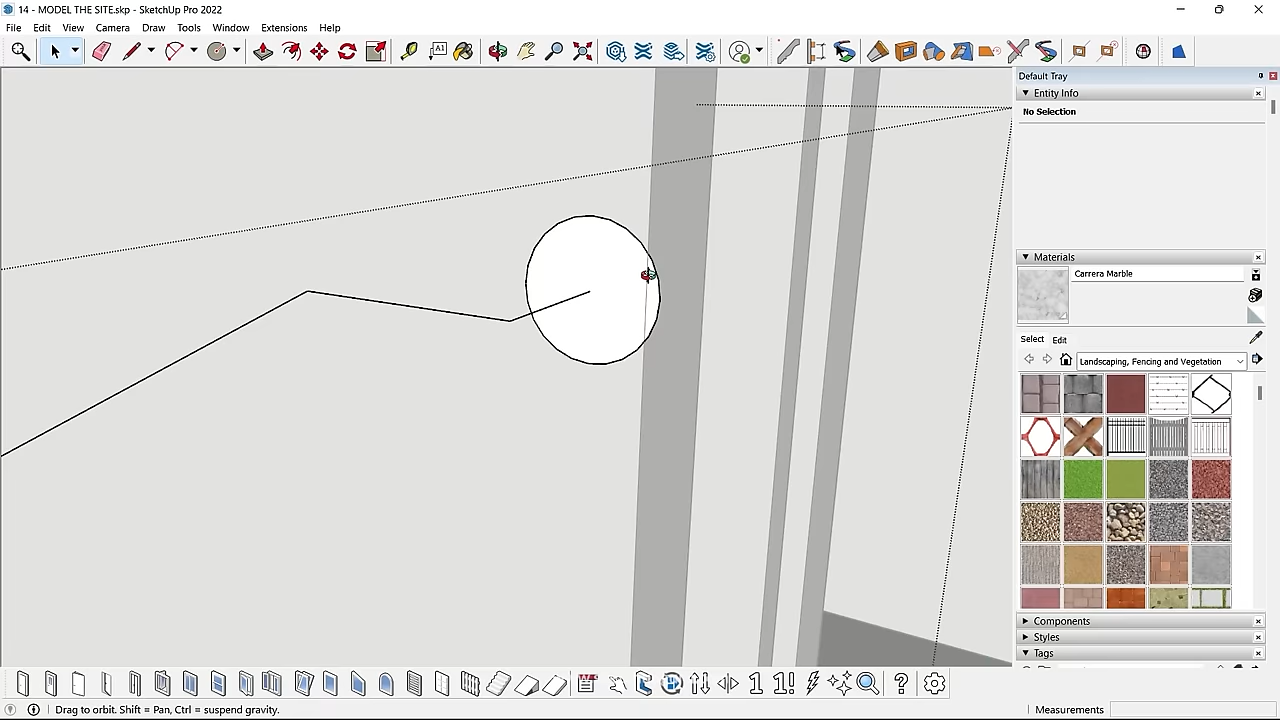 14 - MODEL THE SITE.skp - SketchUp Pro 2022
File Edit View Camera Draw Tools Window Extensions Help
Default Tray
Entity Info
No Selection
Materials
Carrera Marble
Select Edit
Landscaping, Fencing and Vegetation
Components
Styles
Tags
Drag to orbit. Shift = Pan, Ctrl = suspend gravity.
Measurements